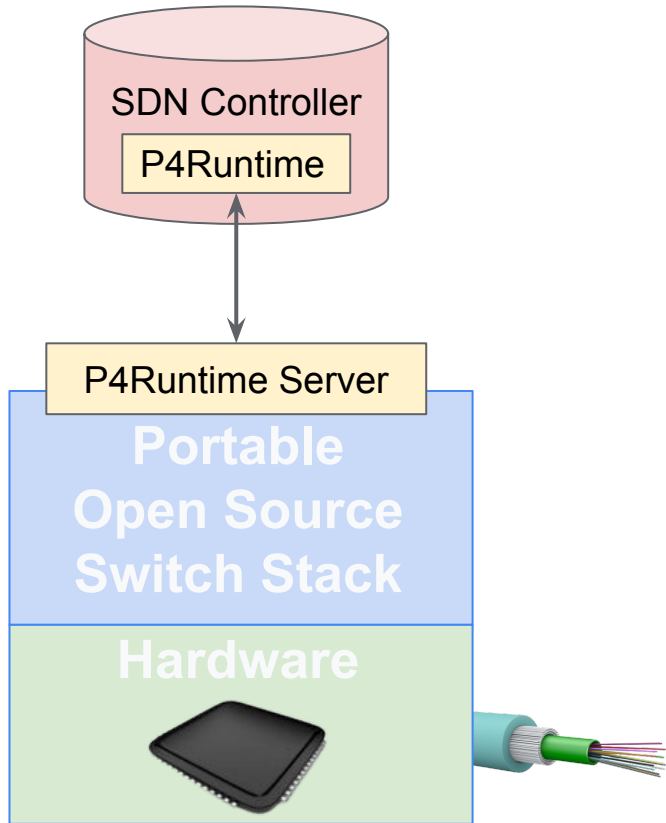 SDN Controller
P4Runtime
P4Runtime Server
Portable
Open Source
Switch Stack
Hardware